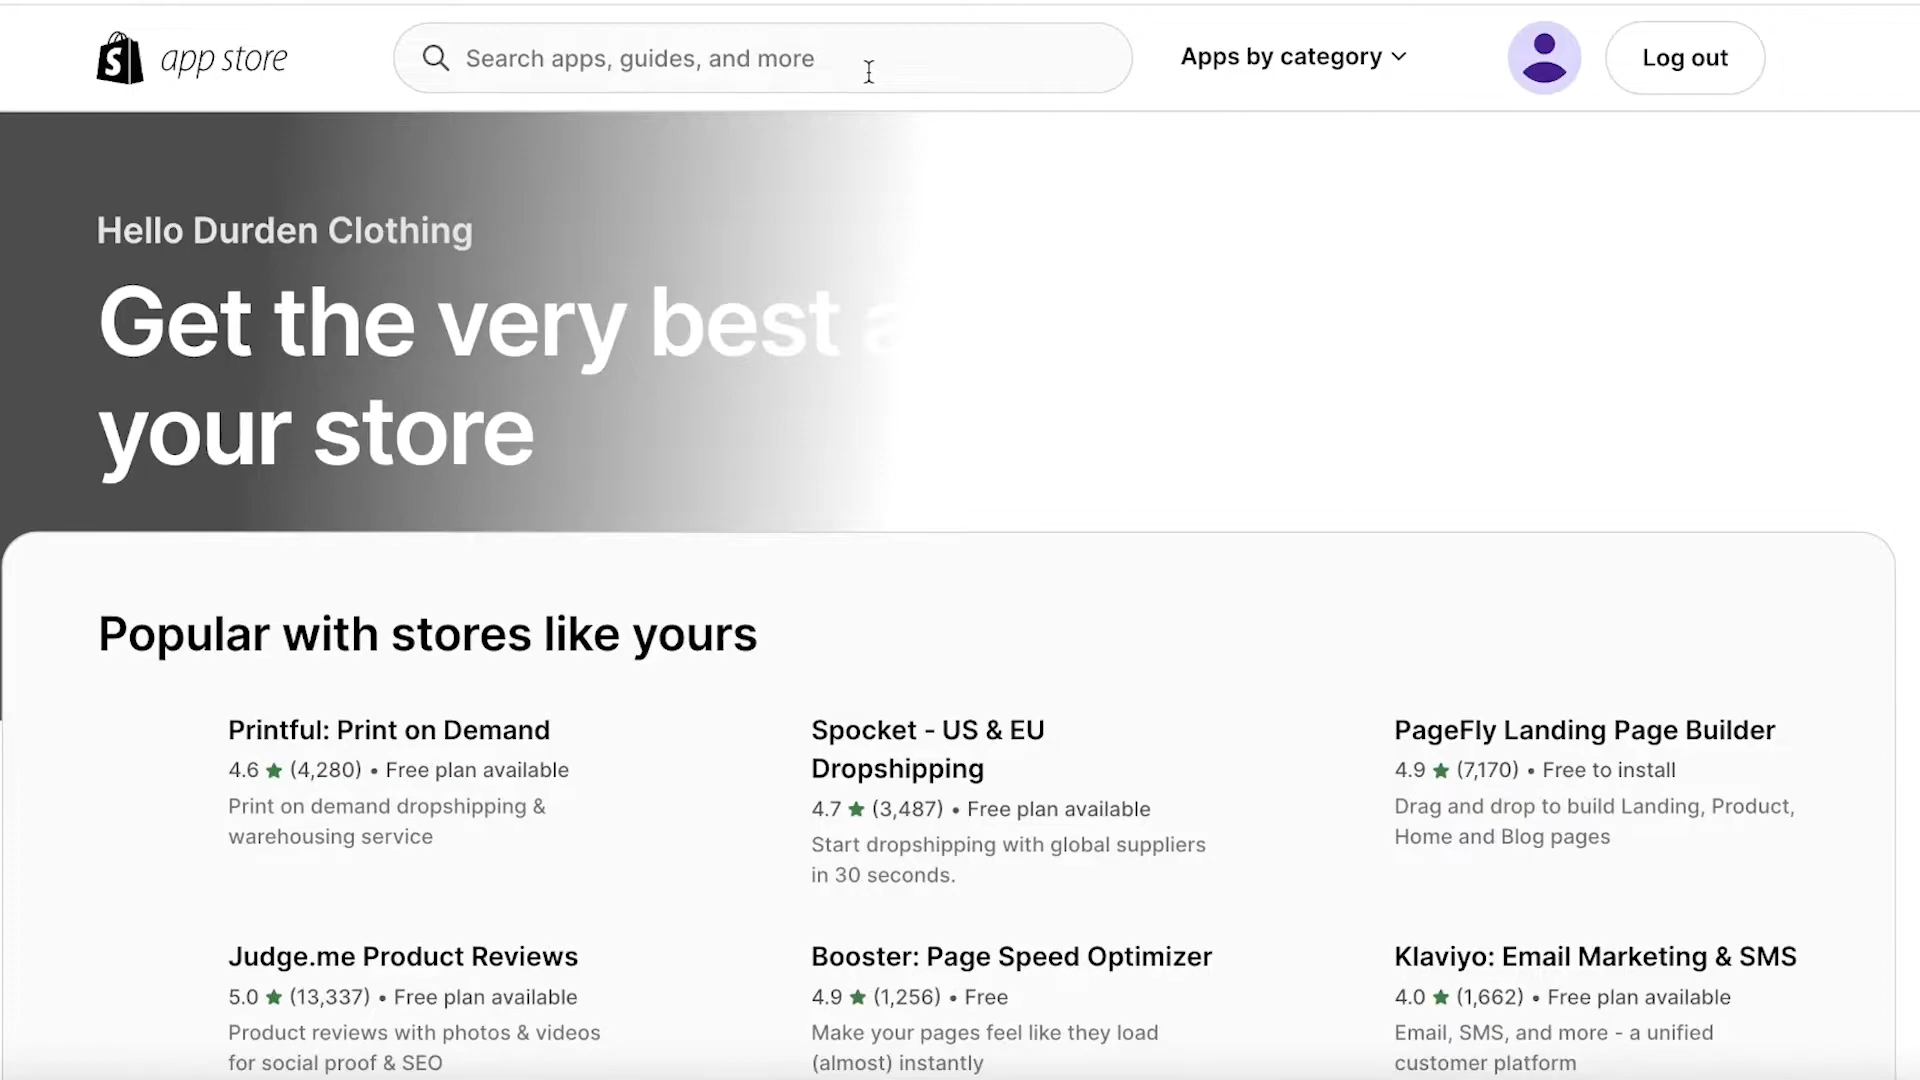 app store
Search apps, guides, and more
Apps by category
Log out
Hello Durden Clothing
Get the very best
your store
Popular with stores like yours
Printful: Print on Demand
4.6 ★ (4,280) • Free plan available
Print on demand dropshipping &
warehousing service
Spocket - US & EU
Dropshipping
4.7 ★ (3,487) • Free plan available
Start dropshipping with global suppliers
in 30 seconds.
PageFly Landing Page Builder
4.9 ★ (7,170) • Free to install
Drag and drop to build Landing, Product,
Home and Blog pages
Judge.me Product Reviews
5.0 ★ (13,337) • Free plan available
Product reviews with photos & videos
for social proof & SEO
Booster: Page Speed Optimizer
4.9 ★ (1,256) • Free
Make your pages feel like they load
(almost) instantly
Klaviyo: Email Marketing & SMS
4.0 ★ (1,662) • Free plan available
Email, SMS, and more - a unified
customer platform